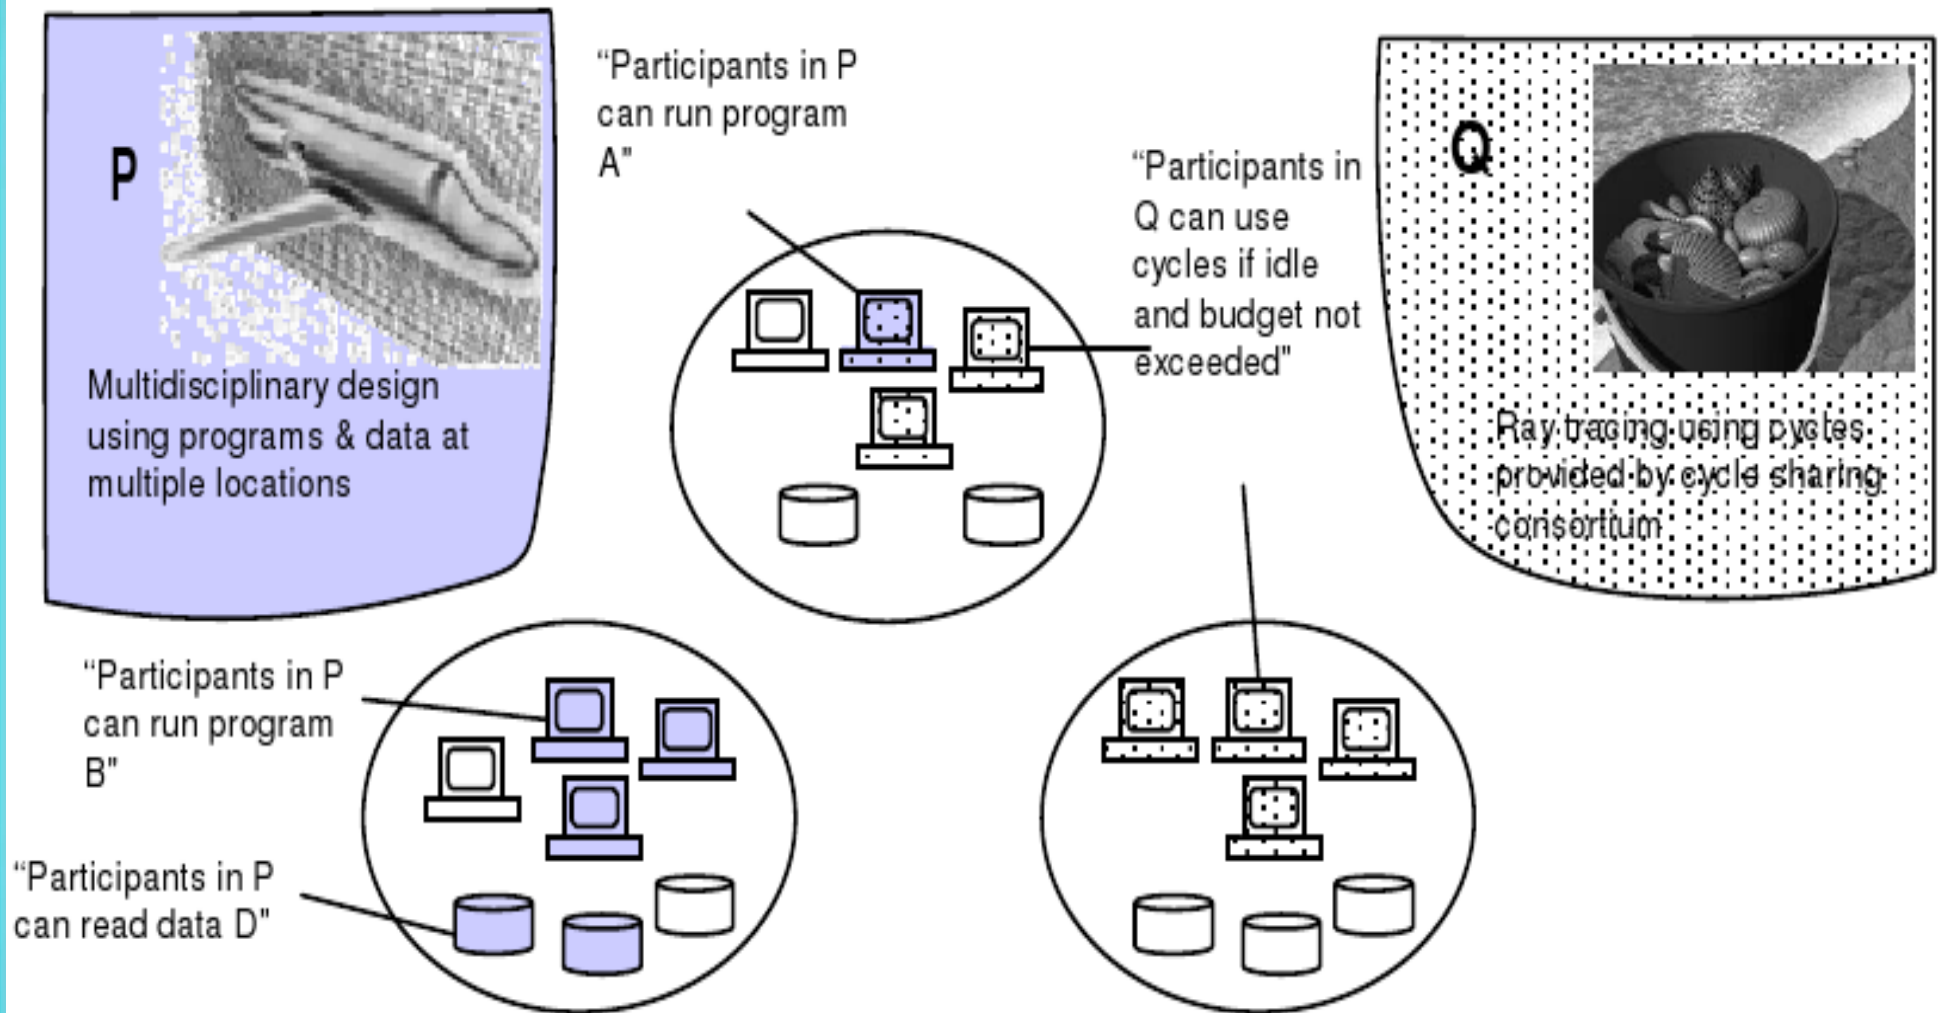 P
Multidisciplinary design
using programs & data at
multiple locations
“Participants in P
can run program
A"
“Participants in
Q can use
cycles if idle
and budget not
exceeded"
Q
Ray tracing using cycles
provided by cycle sharing
consortium
“Participants in P
can run program
B"
“Participants in P
can read data D"